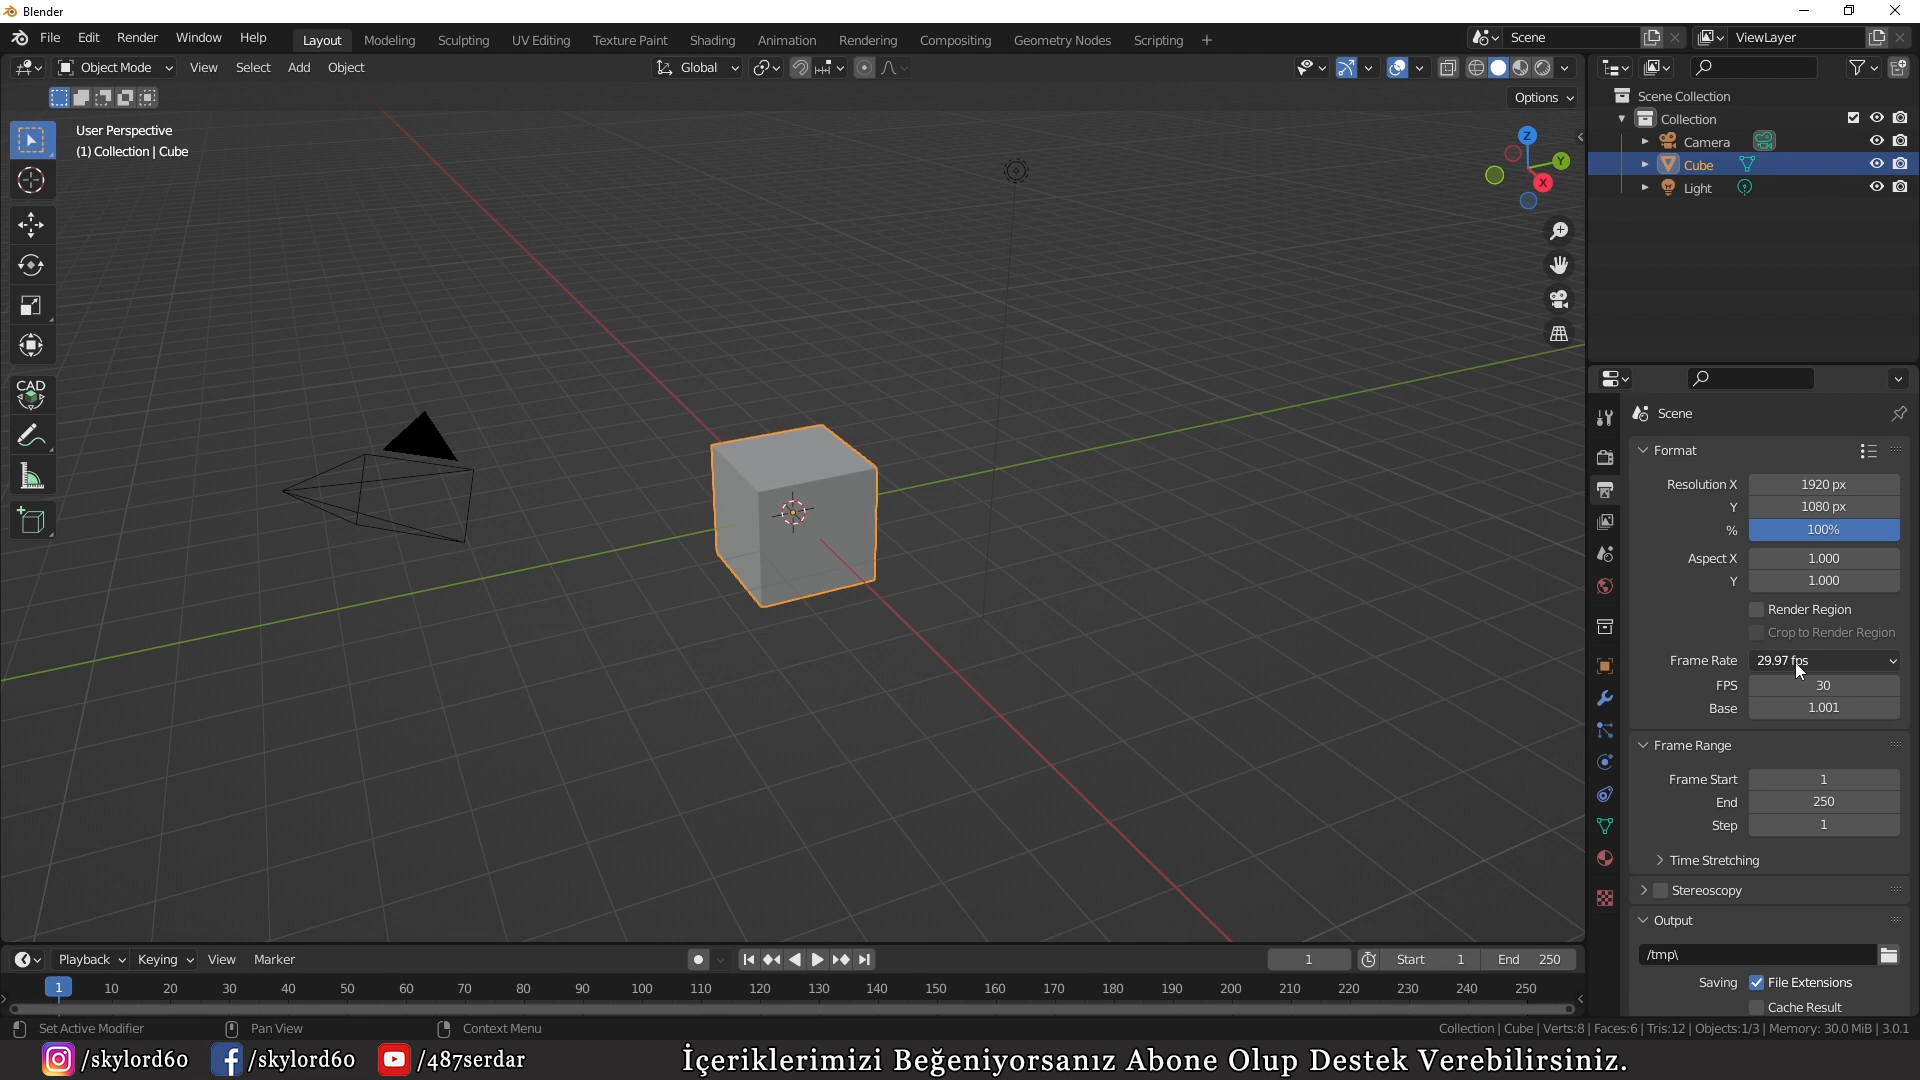 Blender
File Edit Render Window Help Layout Modeling Sculpting UV Editing Texture Paint Shading Animation Rendering Compositing Geometry Nodes Scripting + Scene ViewLayer
Object Mode View Select Add Object Global
Options
User Perspective
(1) Collection | Cube
Z
Y
X
CAD
Scene Collection
Collection
Camera
Cube
Light
Scene
Format
Resolution X 1920 px
Y 1080 px
% 100%
Aspect X 1.000
Y 1.000
Render Region
Crop to Render Region
Frame Rate 29.97 fps
FPS 30
Base 1.001
Frame Range
Frame Start 1
End 250
Step 1
Time Stretching
Stereoscopy
Output
/tmp\
Saving File Extensions
Cache Result
Playback Keying View Marker 1 Start 1 End 250
1 10 20 30 40 50 60 70 80 90 100 110 120 130 140 150 160 170 180 190 200 210 220 230 240 250
Set Active Modifier Pan View Context Menu Collection | Cube | Verts:8 | Faces:6 | Tris:12 | Objects:1/3 | Memory: 30.0 MiB | 3.0.1
/skylord60 /skylord60 /487serdar İçeriklerimizi Beğeniyorsanız Abone Olup Destek Verebilirsiniz.